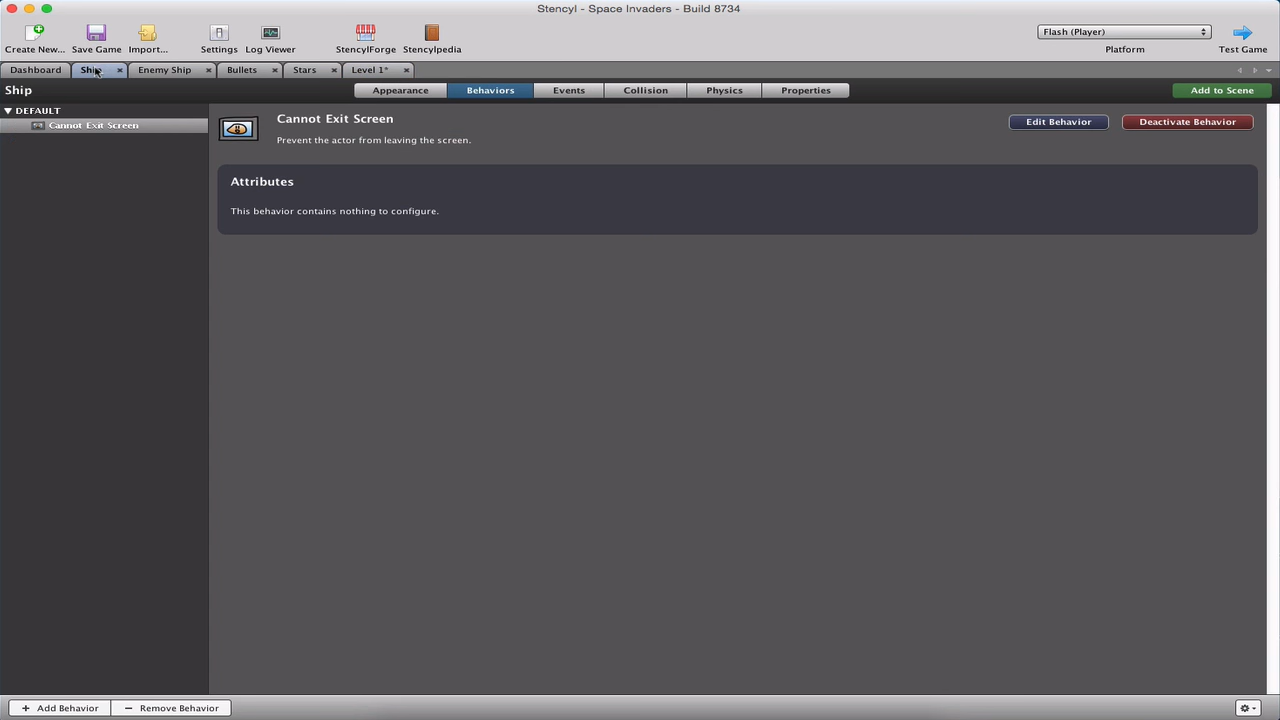 Stencyl - Space Invaders - Build 8734
Create New... Save Game Import... Settings Log Viewer StencylForge Stencylpedia Flash (Player) Platform Test Game
Dashboard Enemy Ship Bullets Stars Level 1*
Ship Appearance Behaviors Events Collision Physics Properties Add to Scene
DEFAULT
Cannot Exit Screen
Cannot Exit Screen
Prevent the actor from leaving the screen.
Edit Behavior Deactivate Behavior
Attributes
This behavior contains nothing to configure.
+ Add Behavior − Remove Behavior